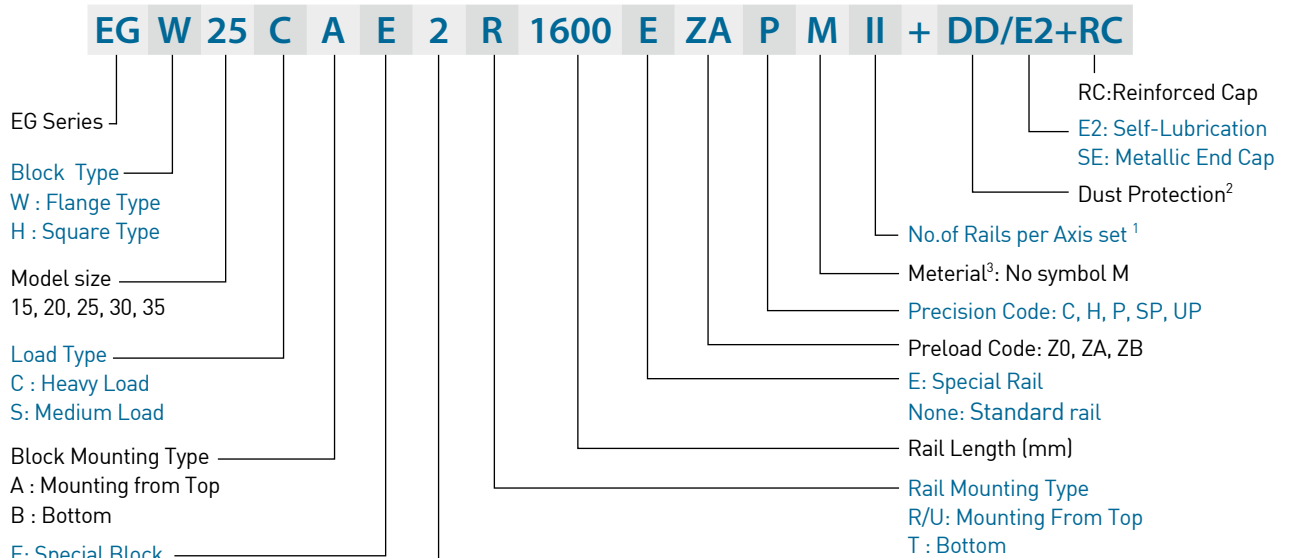 EG W 25 C A E 2 R 1600 E ZA P M II + DD/E2+RC
EG Series
Block Type
W : Flange Type
H : Square Type
Model size
15, 20, 25, 30, 35
Load Type
C : Heavy Load
S: Medium Load
Block Mounting Type
A : Mounting from Top
B : Bottom
E: Special Block
RC:Reinforced Cap
E2: Self-Lubrication
SE: Metallic End Cap
Dust Protection²
No.of Rails per Axis set ¹
Meterial³: No symbol M
Precision Code: C, H, P, SP, UP
Preload Code: Z0, ZA, ZB
E: Special Rail
None: Standard rail
Rail Length (mm)
Rail Mounting Type
R/U: Mounting From Top
T : Bottom